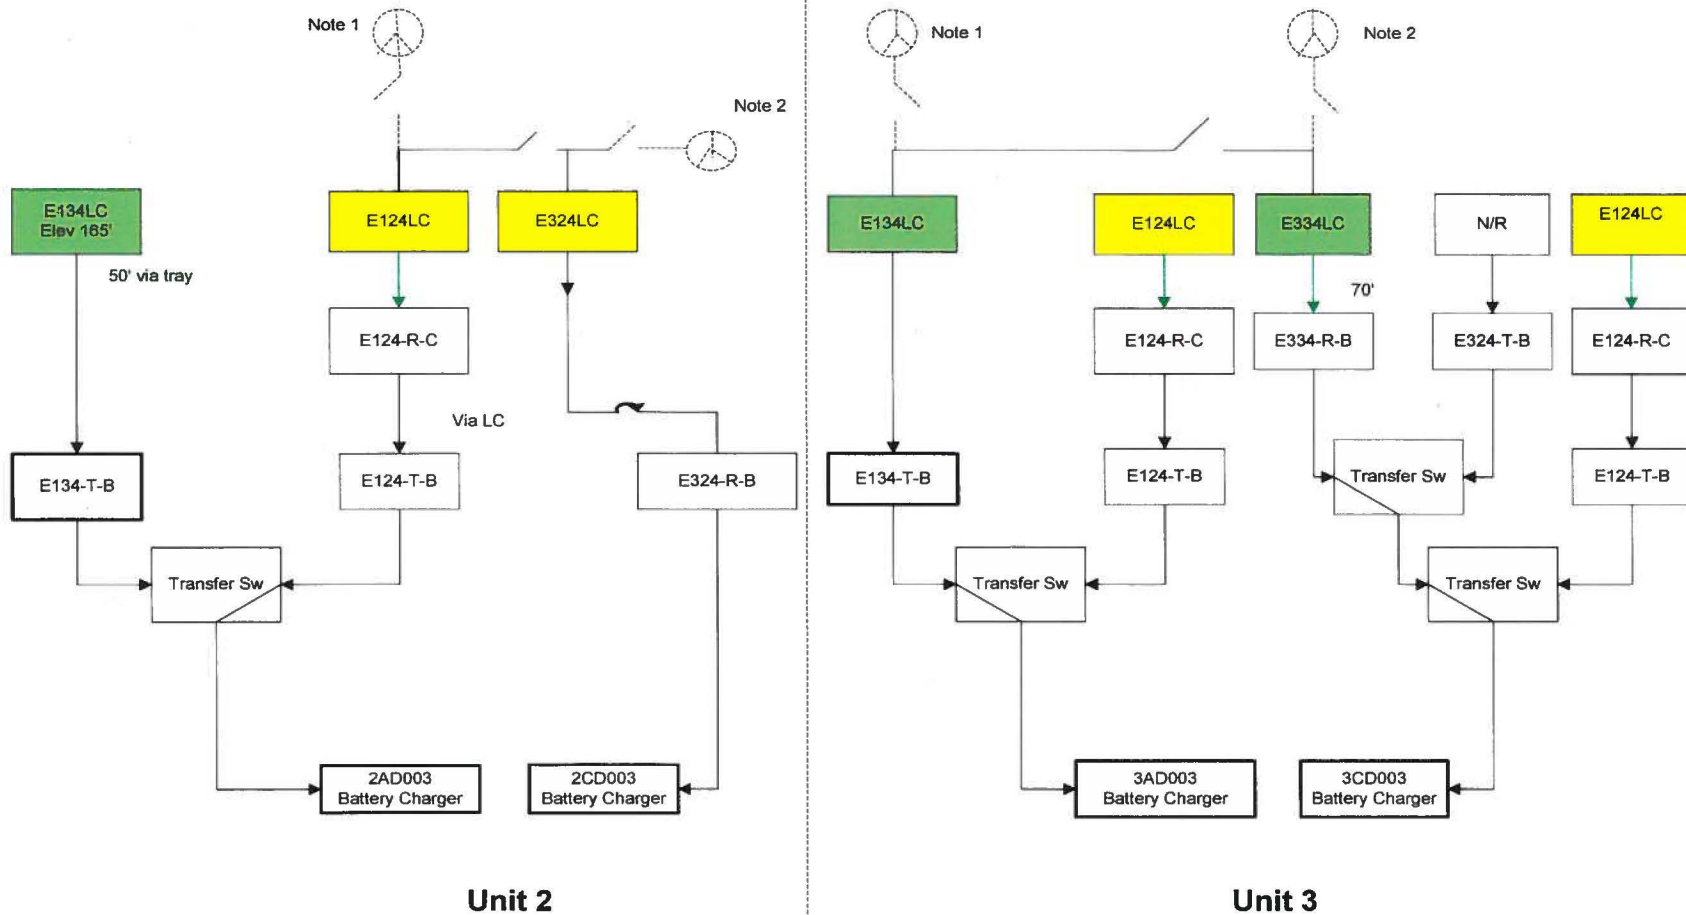 Note 1
Note 2
E134LC
Elev 165'
50' via tray
E124LC
E324LC
E124-R-C
Via LC
E134-T-B
E124-T-B
E324-R-B
Transfer Sw
2AD003
Battery Charger
2CD003
Battery Charger
Unit 2
Note 1
Note 2
E134LC
E124LC
E334LC
N/R
E124LC
70'
E124-R-C
E334-R-B
E324-T-B
E124-R-C
E134-T-B
E124-T-B
Transfer Sw
E124-T-B
Transfer Sw
Transfer Sw
3AD003
Battery Charger
3CD003
Battery Charger
Unit 3